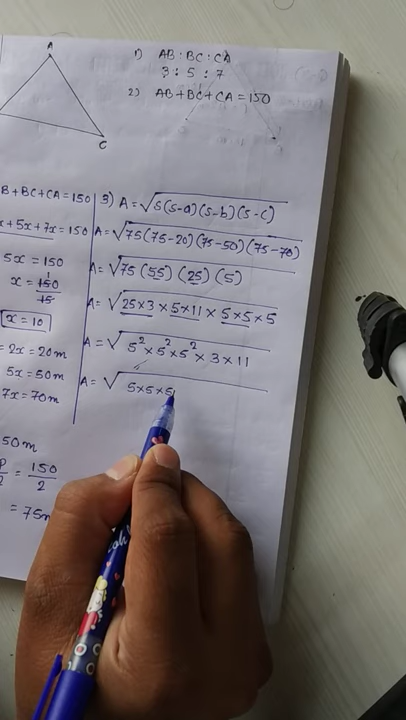 A
C
1) AB : BC : CA
3 : 5 : 7
2) AB + BC + CA = 150
B + BC + CA = 150
x + 5x + 7x = 150
5x = 150
x = 150
15
x = 10
= 2x = 20m
5x = 50m
7x = 70m
50m
= 150
2
2
= 75m
3) A = √s(s-a)(s-b)(s-c)
A = √75(75-20)(75-50)(75-70)
A = √75(55)(25)(5)
A = √25×3 × 5×11 × 5×5×5
A = √5²×5²×5²×3×11
A = √5×5×5